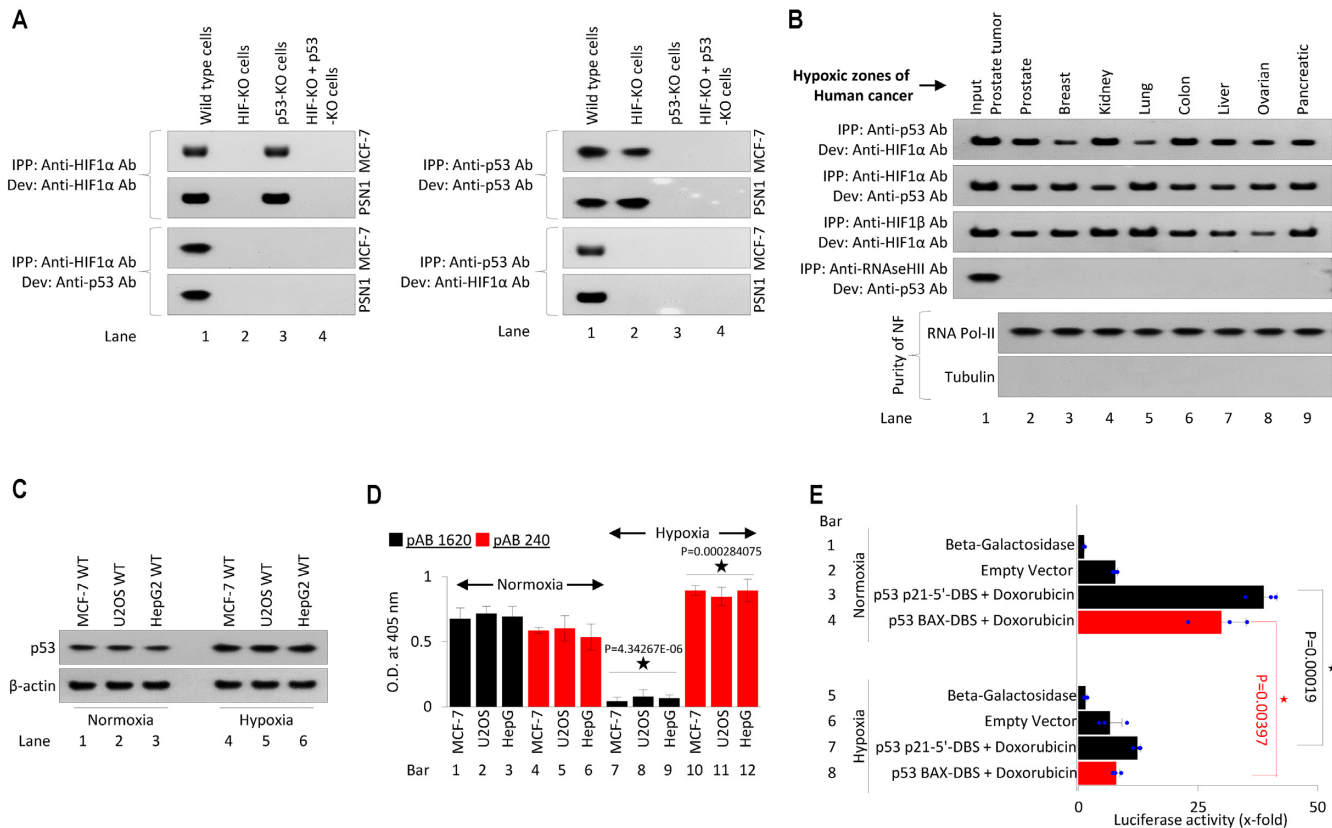 A
Wild type cells
HIF-KO cells
p53-KO cells
HIF-KO + p53
-KO cells
IPP: Anti-HIF1α Ab
Dev: Anti-HIF1α Ab
MCF-7
PSN1
IPP: Anti-HIF1α Ab
Dev: Anti-p53 Ab
MCF-7
PSN1
Lane 1 2 3 4
Wild type cells
HIF-KO cells
p53-KO cells
HIF-KO + p53
-KO cells
IPP: Anti-p53 Ab
Dev: Anti-p53 Ab
MCF-7
PSN1
IPP: Anti-p53 Ab
Dev: Anti-HIF1α Ab
MCF-7
PSN1
1 2 3 4
B
Hypoxic zones of
Human cancer
Input
Prostate tumor
Prostate
Breast
Kidney
Lung
Colon
Liver
Ovarian
Pancreatic
IPP: Anti-p53 Ab
Dev: Anti-HIF1α Ab
IPP: Anti-HIF1α Ab
Dev: Anti-p53 Ab
IPP: Anti-HIF1β Ab
Dev: Anti-HIF1α Ab
IPP: Anti-RNAseHII Ab
Dev: Anti-p53 Ab
Purity of NF
RNA Pol-II
Tubulin
Lane 1 2 3 4 5 6 7 8 9
C
MCF-7 WT
U2OS WT
HepG2 WT
MCF-7 WT
U2OS WT
HepG2 WT
p53
β-actin
Normoxia Hypoxia
Lane 1 2 3 4 5 6
D
Hypoxia
pAB 1620 pAB 240
P=0.000284075
★
Normoxia
P=4.34267E-06
★
O.D. at 405 nm
1
0.5
0
MCF-7
U2OS
HepG
MCF-7
U2OS
HepG
MCF-7
U2OS
HepG
MCF-7
U2OS
HepG
Bar 1 2 3 4 5 6 7 8 9 10 11 12
E
Bar
Normoxia
1 Beta-Galactosidase
2 Empty Vector
3 p53 p21-5'-DBS + Doxorubicin
4 p53 BAX-DBS + Doxorubicin
Hypoxia
5 Beta-Galactosidase
6 Empty Vector
7 p53 p21-5'-DBS + Doxorubicin
8 p53 BAX-DBS + Doxorubicin
P=0.00397
★
P=0.00019
★
0 25 50
Luciferase activity (x-fold)